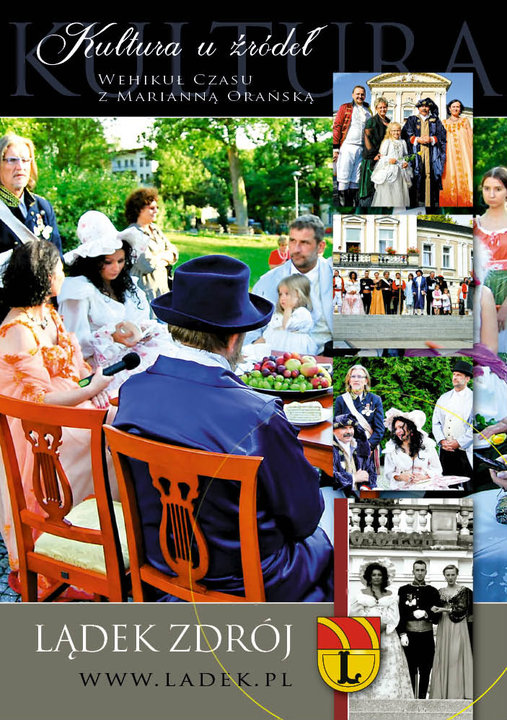 KULTURA
Kultura u źródeł
Wehikuł Czasu
z Marianną Orańską
LĄDEK ZDRÓJ
L
www.ladek.pl